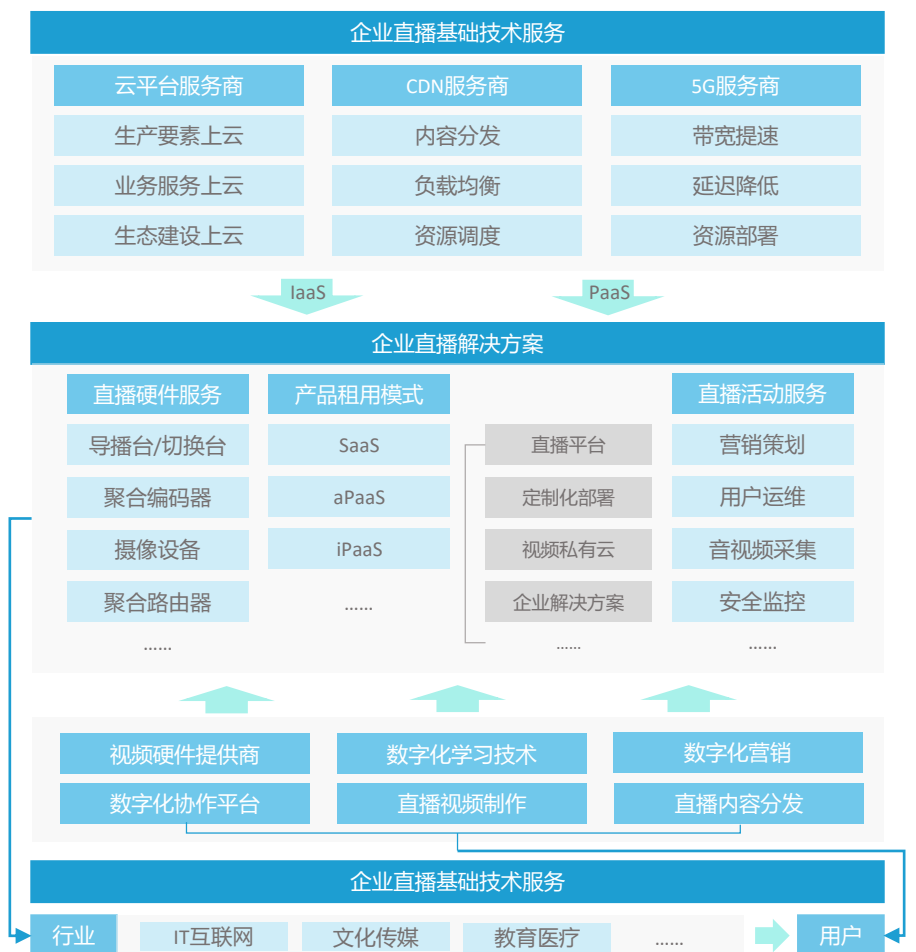 企业直播基础技术服务
云平台服务商 CDN服务商 5G服务商
生产要素上云 内容分发 带宽提速
业务服务上云 负载均衡 延迟降低
生态建设上云 资源调度 资源部署
IaaS PaaS
企业直播解决方案
直播硬件服务 产品租用模式 直播活动服务
导播台/切换台 SaaS 直播平台 营销策划
聚合编码器 aPaaS 定制化部署 用户运维
摄像设备 iPaaS 视频私有云 音视频采集
聚合路由器 …… 企业解决方案 安全监控
…… …… ……
视频硬件提供商 数字化学习技术 数字化营销
数字化协作平台 直播视频制作 直播内容分发
企业直播基础技术服务
行业 IT互联网 文化传媒 教育医疗 …… 用户